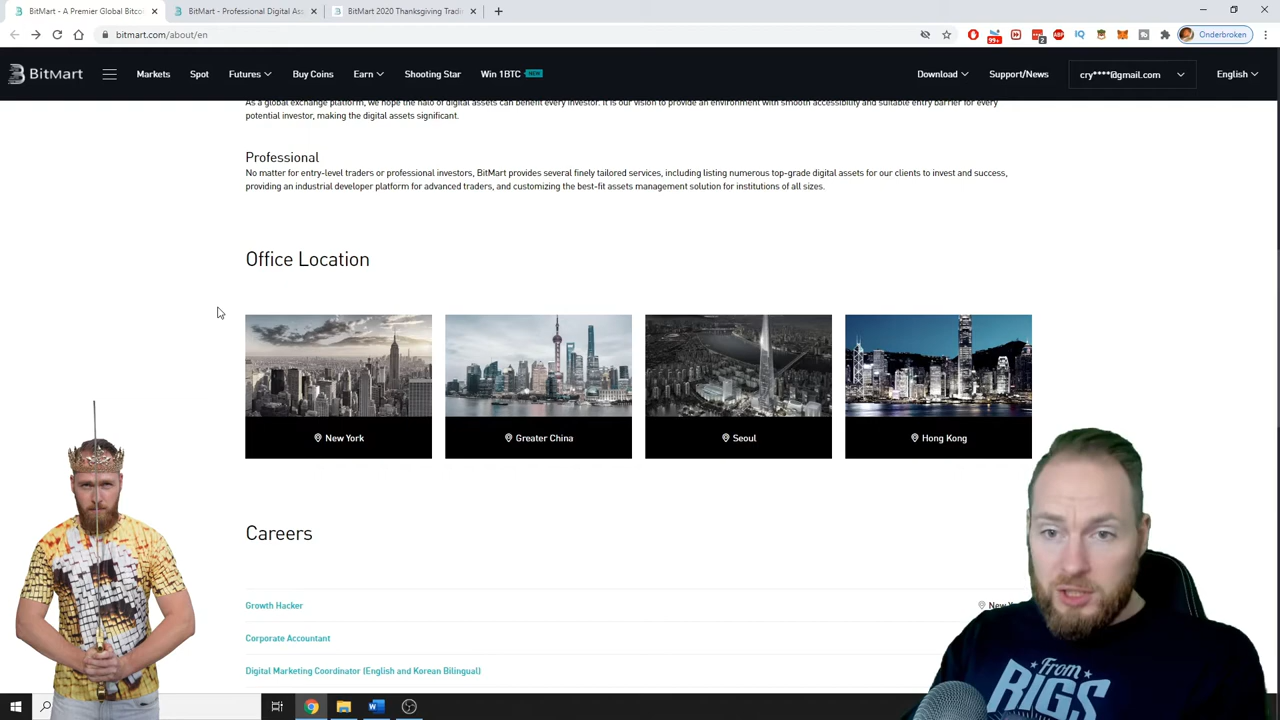 BitMart - A Premier Global Bitco
BitMart - Professional Digital Ass
BitMart 2020 Thanksgiving Tradi
bitmart.com/about/en
99+
2
ABP
IQ
Onderbroken
BitMart
Markets
Spot
Futures
Buy Coins
Earn
Shooting Star
Win 1BTC
NEW
Download
Support/News
cry****@gmail.com
English
As a global exchange platform, we hope the halo of digital assets can benefit every investor. It is our vision to provide an environment with smooth accessibility and suitable entry barrier for every
potential investor, making the digital assets significant.
Professional
No matter for entry-level traders or professional investors, BitMart provides several finely tailored services, including listing numerous top-grade digital assets for our clients to invest and success,
providing an industrial developer platform for advanced traders, and customizing the best-fit assets management solution for institutions of all sizes.
Office Location
New York
Greater China
Seoul
Hong Kong
Careers
Growth Hacker
New Y
Corporate Accountant
Digital Marketing Coordinator (English and Korean Bilingual)
From
RIGS